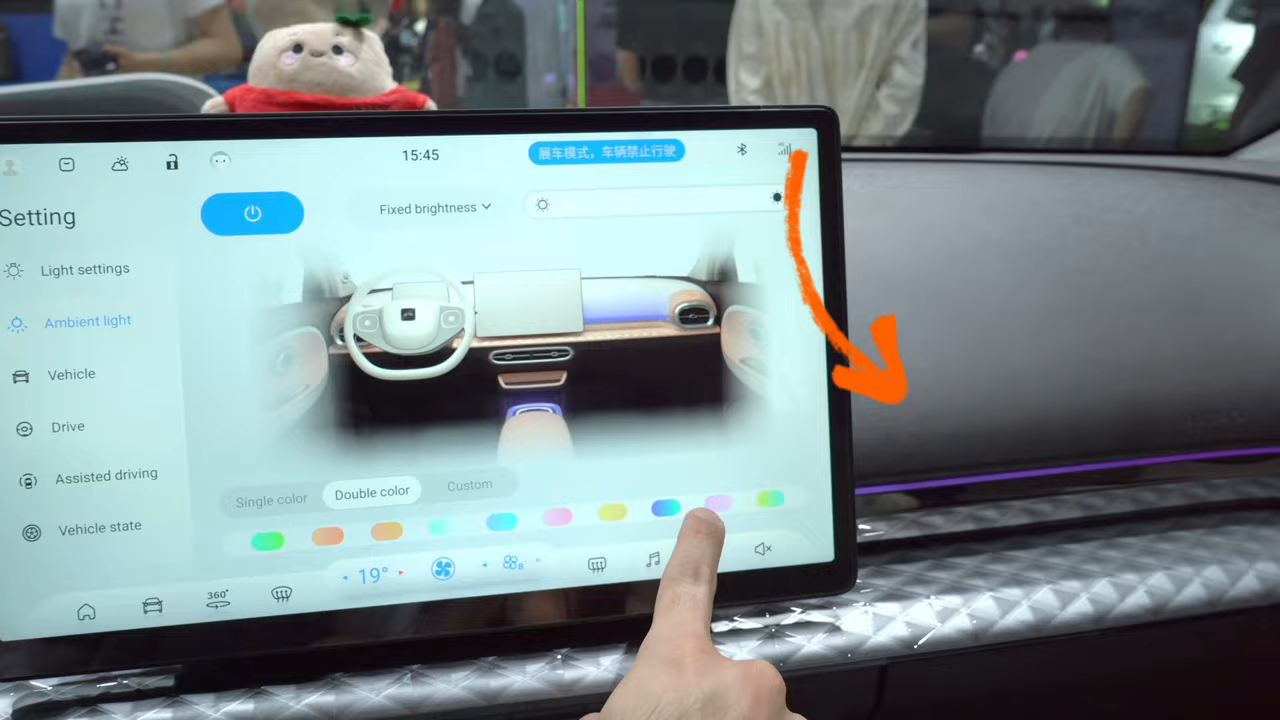 15:45
展车模式，车辆禁止行驶
Setting
Fixed brightness
Light settings
Ambient light
Vehicle
Drive
Assisted driving
Vehicle state
Single color
Double color
Custom
19°
8
360°